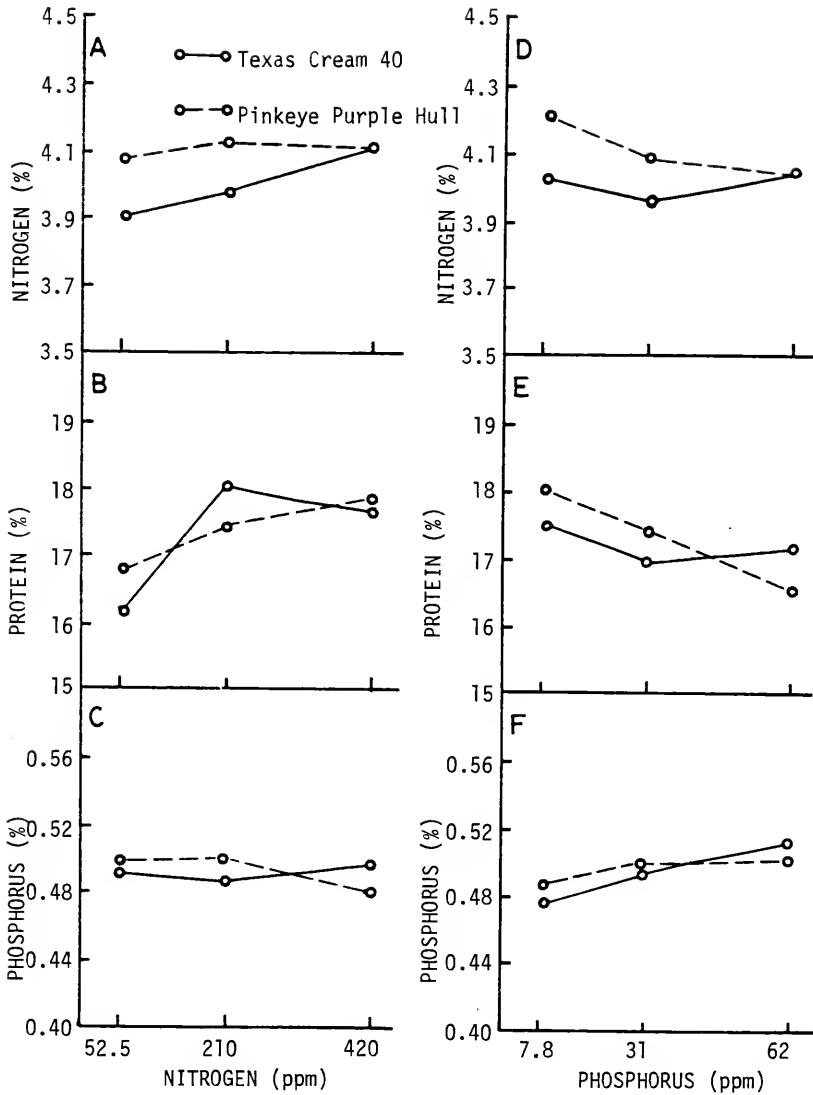 A
Texas Cream 40
Pinkeye Purple Hull
4.5
4.3
4.1
3.9
3.7
3.5
NITROGEN (%)
B
19
18
17
16
15
PROTEIN (%)
C
0.56
0.52
0.48
0.44
0.40
PHOSPHORUS (%)
52.5 210 420
NITROGEN (ppm)
D
4.5
4.3
4.1
3.9
3.7
3.5
NITROGEN (%)
E
19
18
17
16
15
PROTEIN (%)
F
0.56
0.52
0.48
0.44
0.40
PHOSPHORUS (%)
7.8 31 62
PHOSPHORUS (ppm)